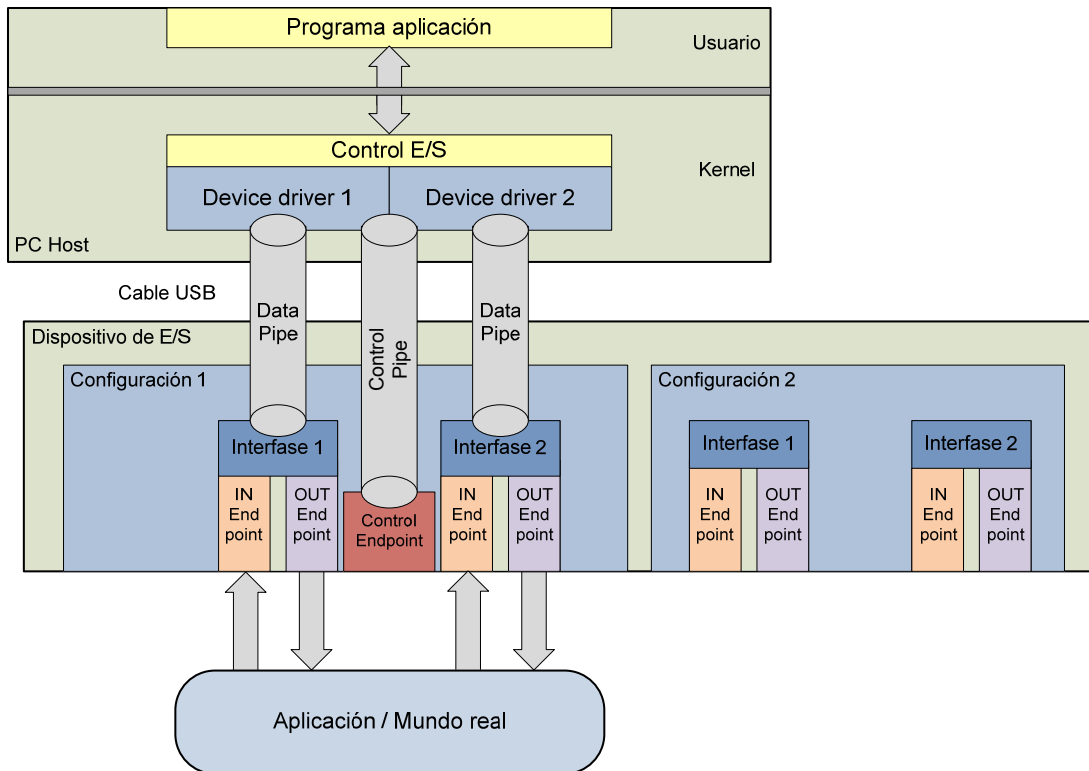 Programa aplicación
Usuario
Control E/S
Kernel
Device driver 1
Device driver 2
PC Host
Cable USB
Data
Pipe
Control
Pipe
Data
Pipe
Dispositivo de E/S
Configuración 1
Configuración 2
Interfase 1
Interfase 2
Interfase 1
Interfase 2
IN
End
point
OUT
End
point
Control
Endpoint
IN
End
point
OUT
End
point
IN
End
point
OUT
End
point
IN
End
point
OUT
End
point
Aplicación / Mundo real